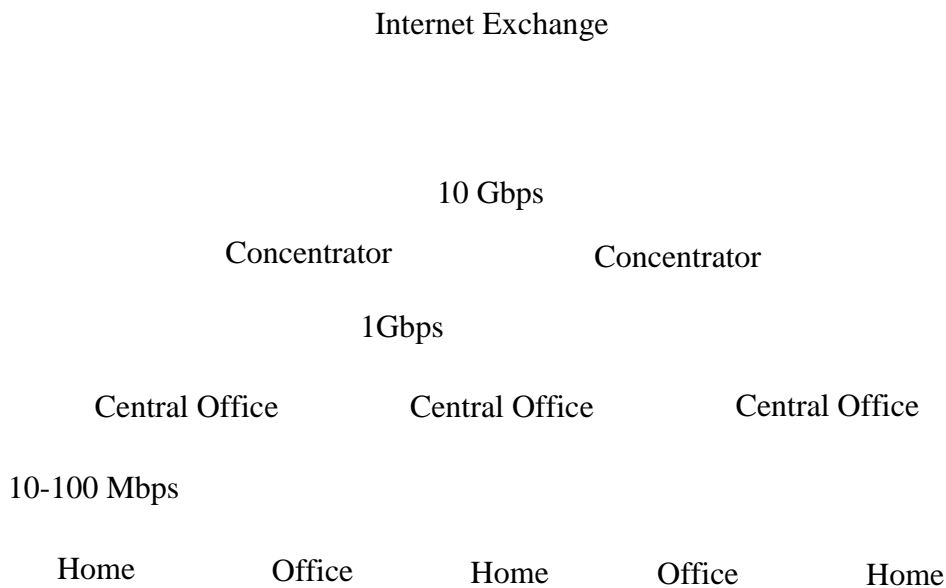 Internet Exchange
10 Gbps
Concentrator Concentrator
1Gbps
Central Office Central Office Central Office
10-100 Mbps
Home Office Home Office Home